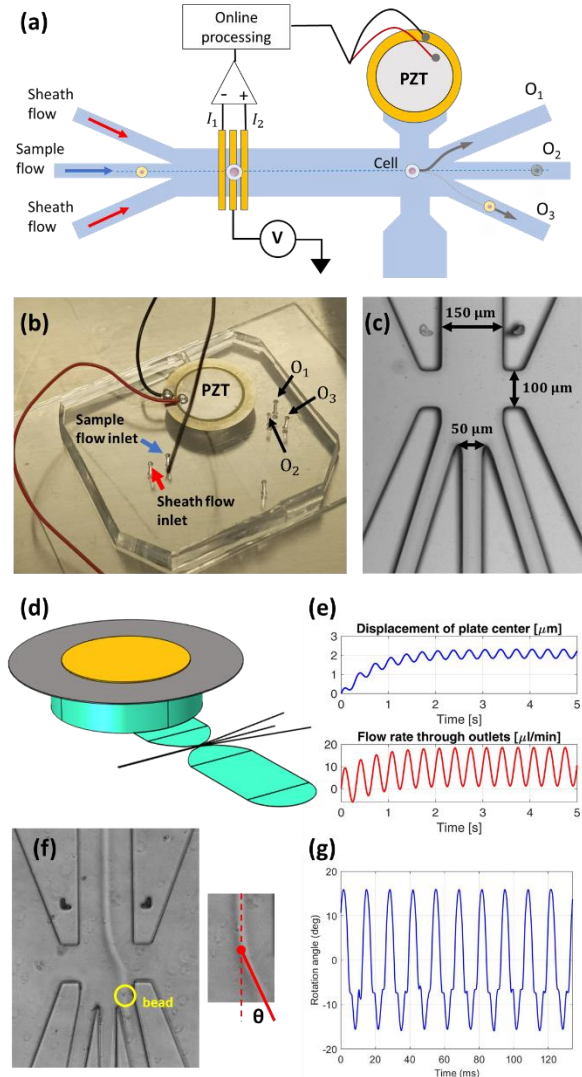 (a)
Online
processing
PZT
- +
I1 I2
Sheath
flow
Sample
flow
Sheath
flow
Cell
V
O1
O2
O3
(b)
PZT
O1
O3
O2
Sample
flow inlet
Sheath flow
inlet
(c)
150 µm
100 µm
50 µm
(d)
(e)
Displacement of plate center [µm]
3
2
1
0
0 1 2 3 4 5
Time [s]
Flow rate through outlets [µl/min]
20
10
0
0 1 2 3 4 5
Time [s]
(f)
bead
θ
(g)
Rotation angle (deg)
20
10
0
-10
-20
0 20 40 60 80 100 120
Time (ms)